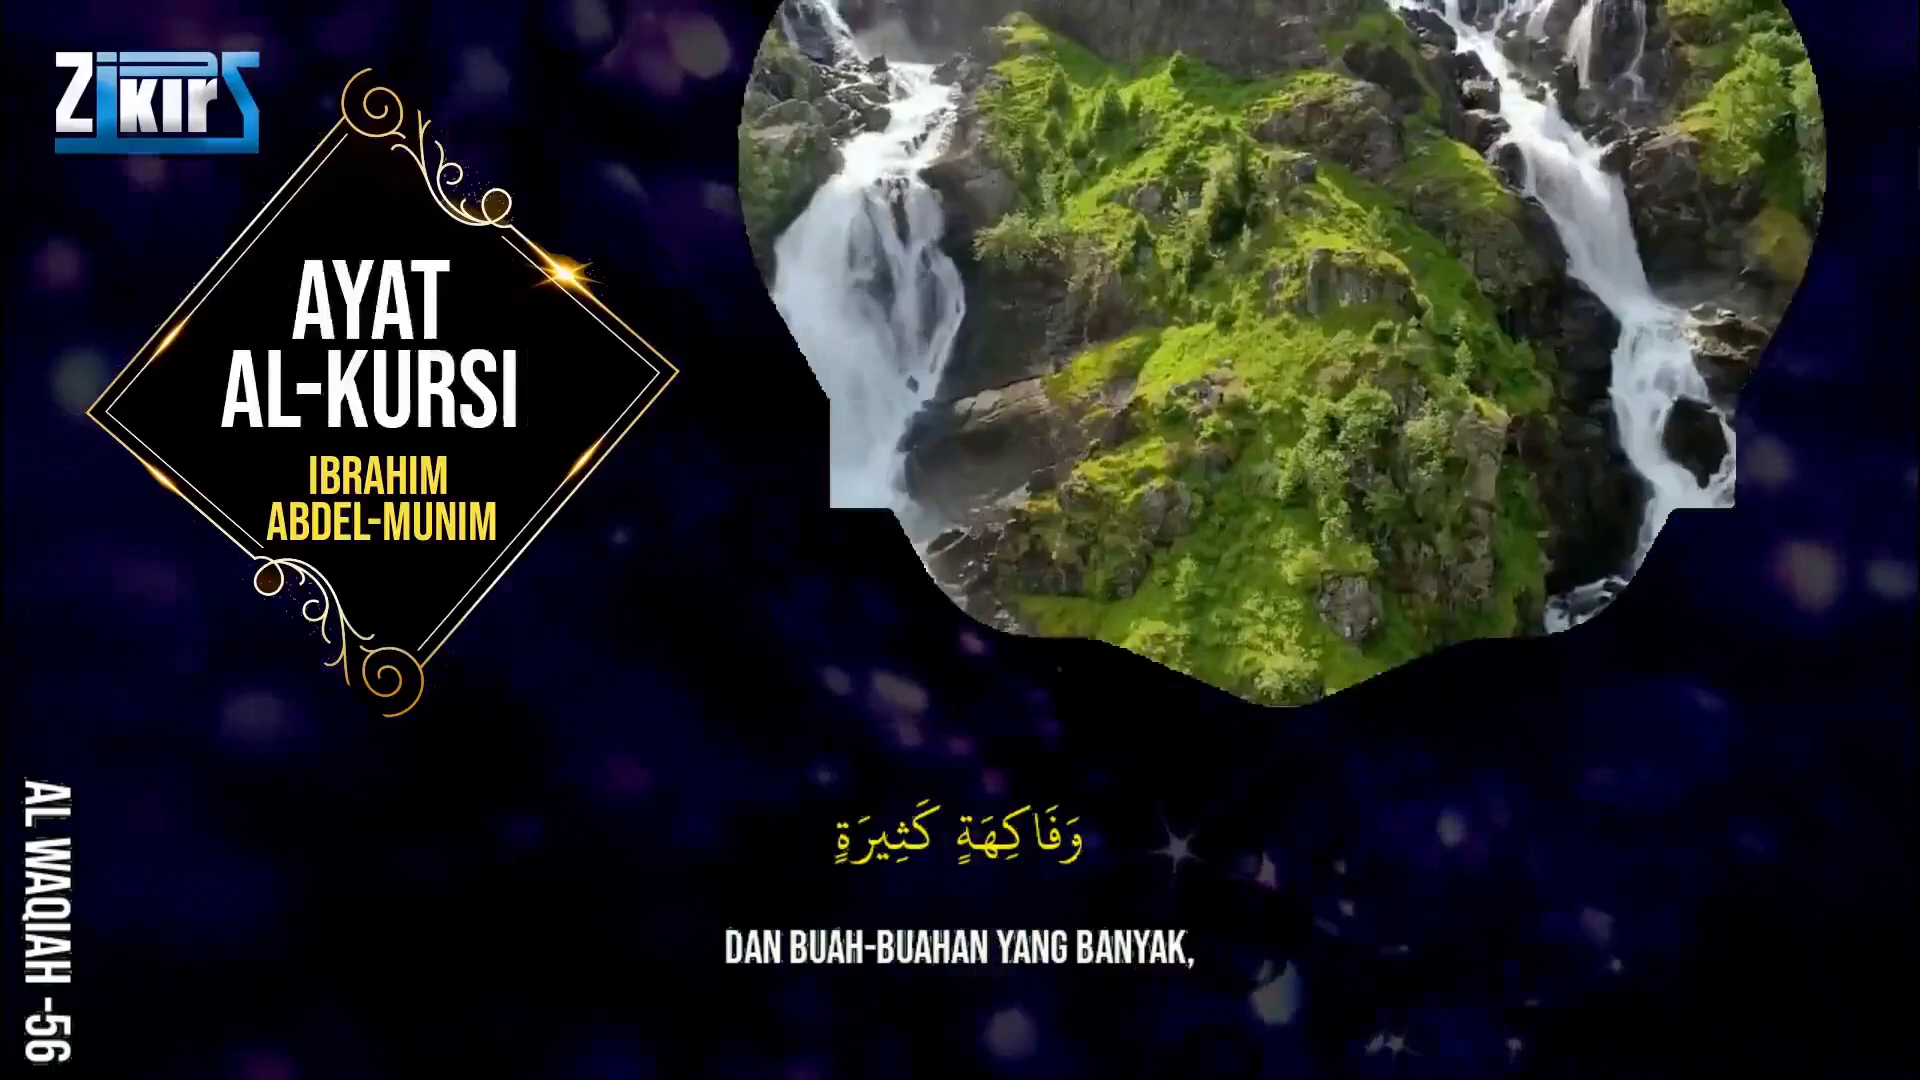 ZikirS
AYAT
AL-KURSI
IBRAHIM
ABDEL-MUNIM
وَفَاكِهَةٍ كَثِيرَةٍ
DAN BUAH-BUAHAN YANG BANYAK,
AL WAQIAH -56